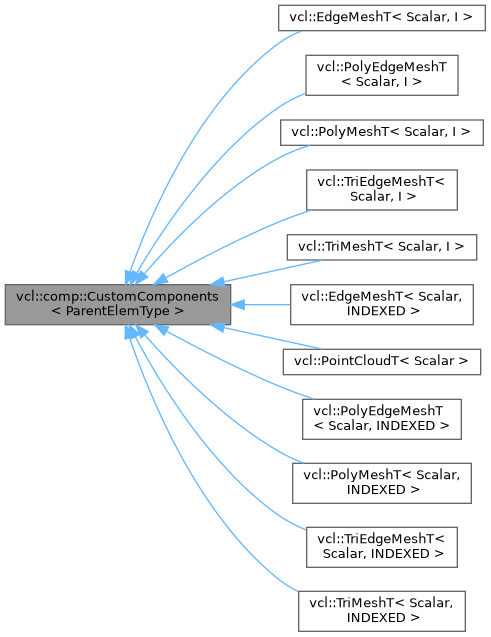 vcl::EdgeMeshT< Scalar, I >
vcl::PolyEdgeMeshT
< Scalar, I >
vcl::PolyMeshT< Scalar, I >
vcl::TriEdgeMeshT<
Scalar, I >
vcl::TriMeshT< Scalar, I >
vcl::comp::CustomComponents
< ParentElemType >
vcl::EdgeMeshT< Scalar,
INDEXED >
vcl::PointCloudT< Scalar >
vcl::PolyEdgeMeshT
< Scalar, INDEXED >
vcl::PolyMeshT< Scalar,
INDEXED >
vcl::TriEdgeMeshT<
Scalar, INDEXED >
vcl::TriMeshT< Scalar,
INDEXED >